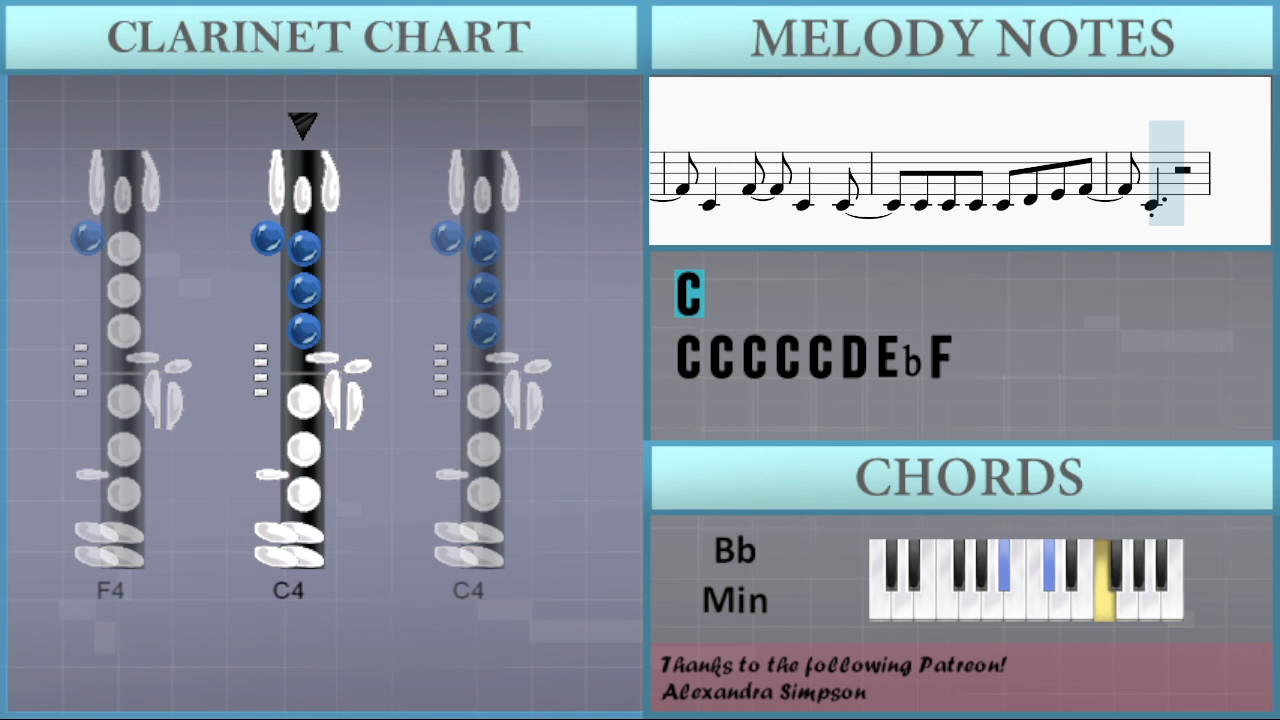 CLARINET CHART
F4
C4
C4
MELODY NOTES
C
CCCCCDEbF
CHORDS
Bb
Min
Thanks to the following Patreon!
Alexandra Simpson